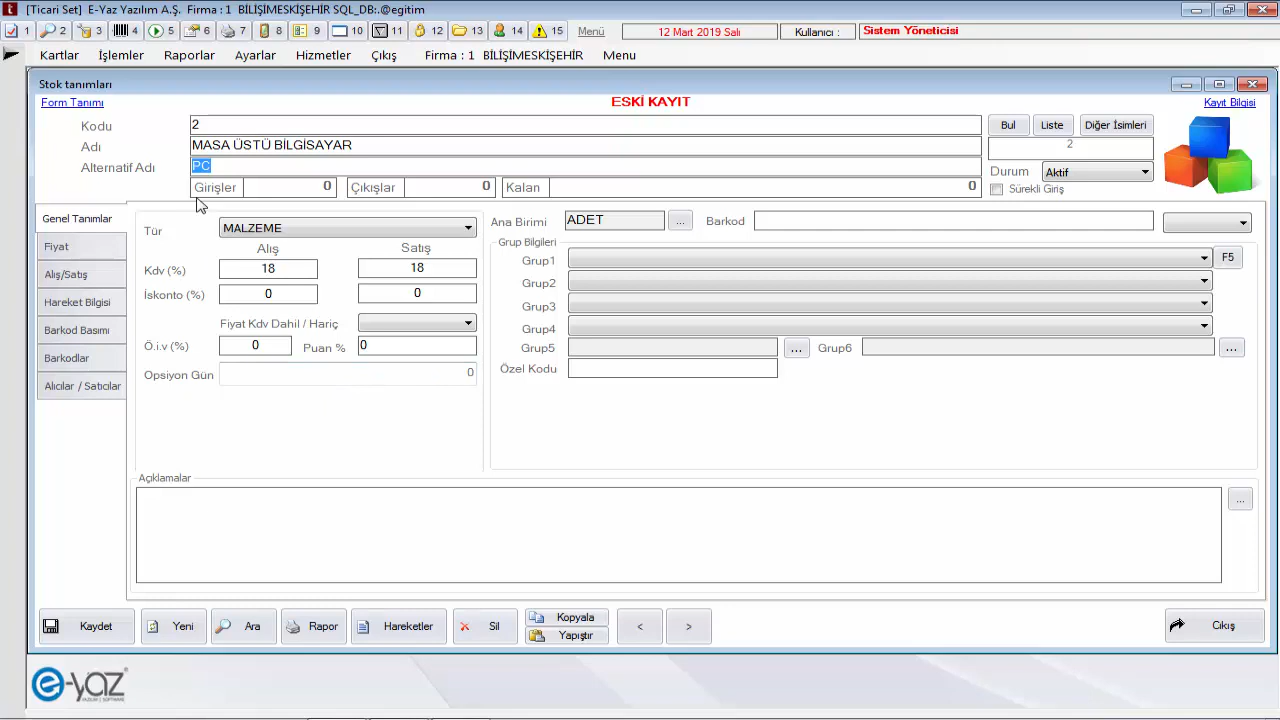 [Ticari Set] E-Yaz Yazılım A.Ş. Firma : 1 BİLİŞİMESKİŞEHİR SQL_DB:.@egitim
1 2 3 4 5 6 7 8 9 10 11 12 13 14 15 Menü 12 Mart 2019 Salı Kullanıcı : Sistem Yöneticisi
Kartlar İşlemler Raporlar Ayarlar Hizmetler Çıkış Firma : 1 BİLİŞİMESKİŞEHİR Menu
Stok tanımları
Form Tanımı ESKİ KAYIT Kayıt Bilgisi
Kodu 2 Bul Liste Diğer İsimleri
Adı MASA ÜSTÜ BİLGİSAYAR 2
Alternatif Adı PC Durum Aktif
Girişler 0 Çıkışlar 0 Kalan 0 Sürekli Giriş
Genel Tanımlar
Fiyat
Alış/Satış
Hareket Bilgisi
Barkod Basımı
Barkodlar
Alıcılar / Satıcılar
Tür MALZEME
Alış Satış
Kdv (%) 18 18
İskonto (%) 0 0
Fiyat Kdv Dahil / Hariç
Ö.i.v (%) 0 Puan % 0
Opsiyon Gün 0
Ana Birimi ADET ... Barkod
Grup Bilgileri
Grup1 F5
Grup2
Grup3
Grup4
Grup5 ... Grup6 ...
Özel Kodu
Açıklamalar
...
Kaydet Yeni Ara Rapor Hareketler Sil Kopyala Yapıştır < > Çıkış
e-yaz
YAZILIM | SOFTWARE